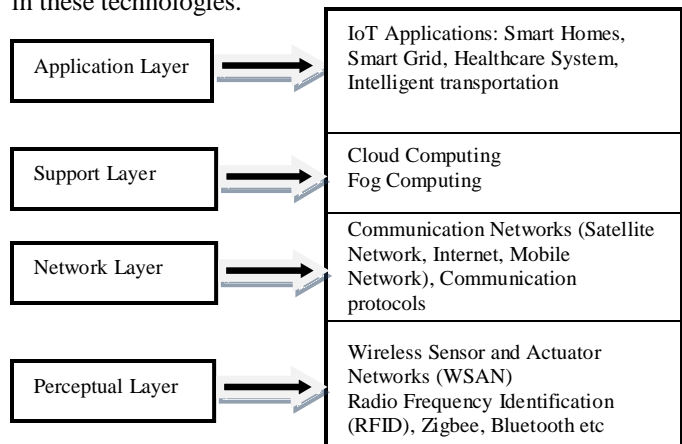 in these technologies.
Application Layer
IoT Applications: Smart Homes,
Smart Grid, Healthcare System,
Intelligent transportation
Support Layer
Cloud Computing
Fog Computing
Network Layer
Communication Networks (Satellite
Network, Internet, Mobile
Network), Communication
protocols
Perceptual Layer
Wireless Sensor and Actuator
Networks (WSAN)
Radio Frequency Identification
(RFID), Zigbee, Bluetooth etc